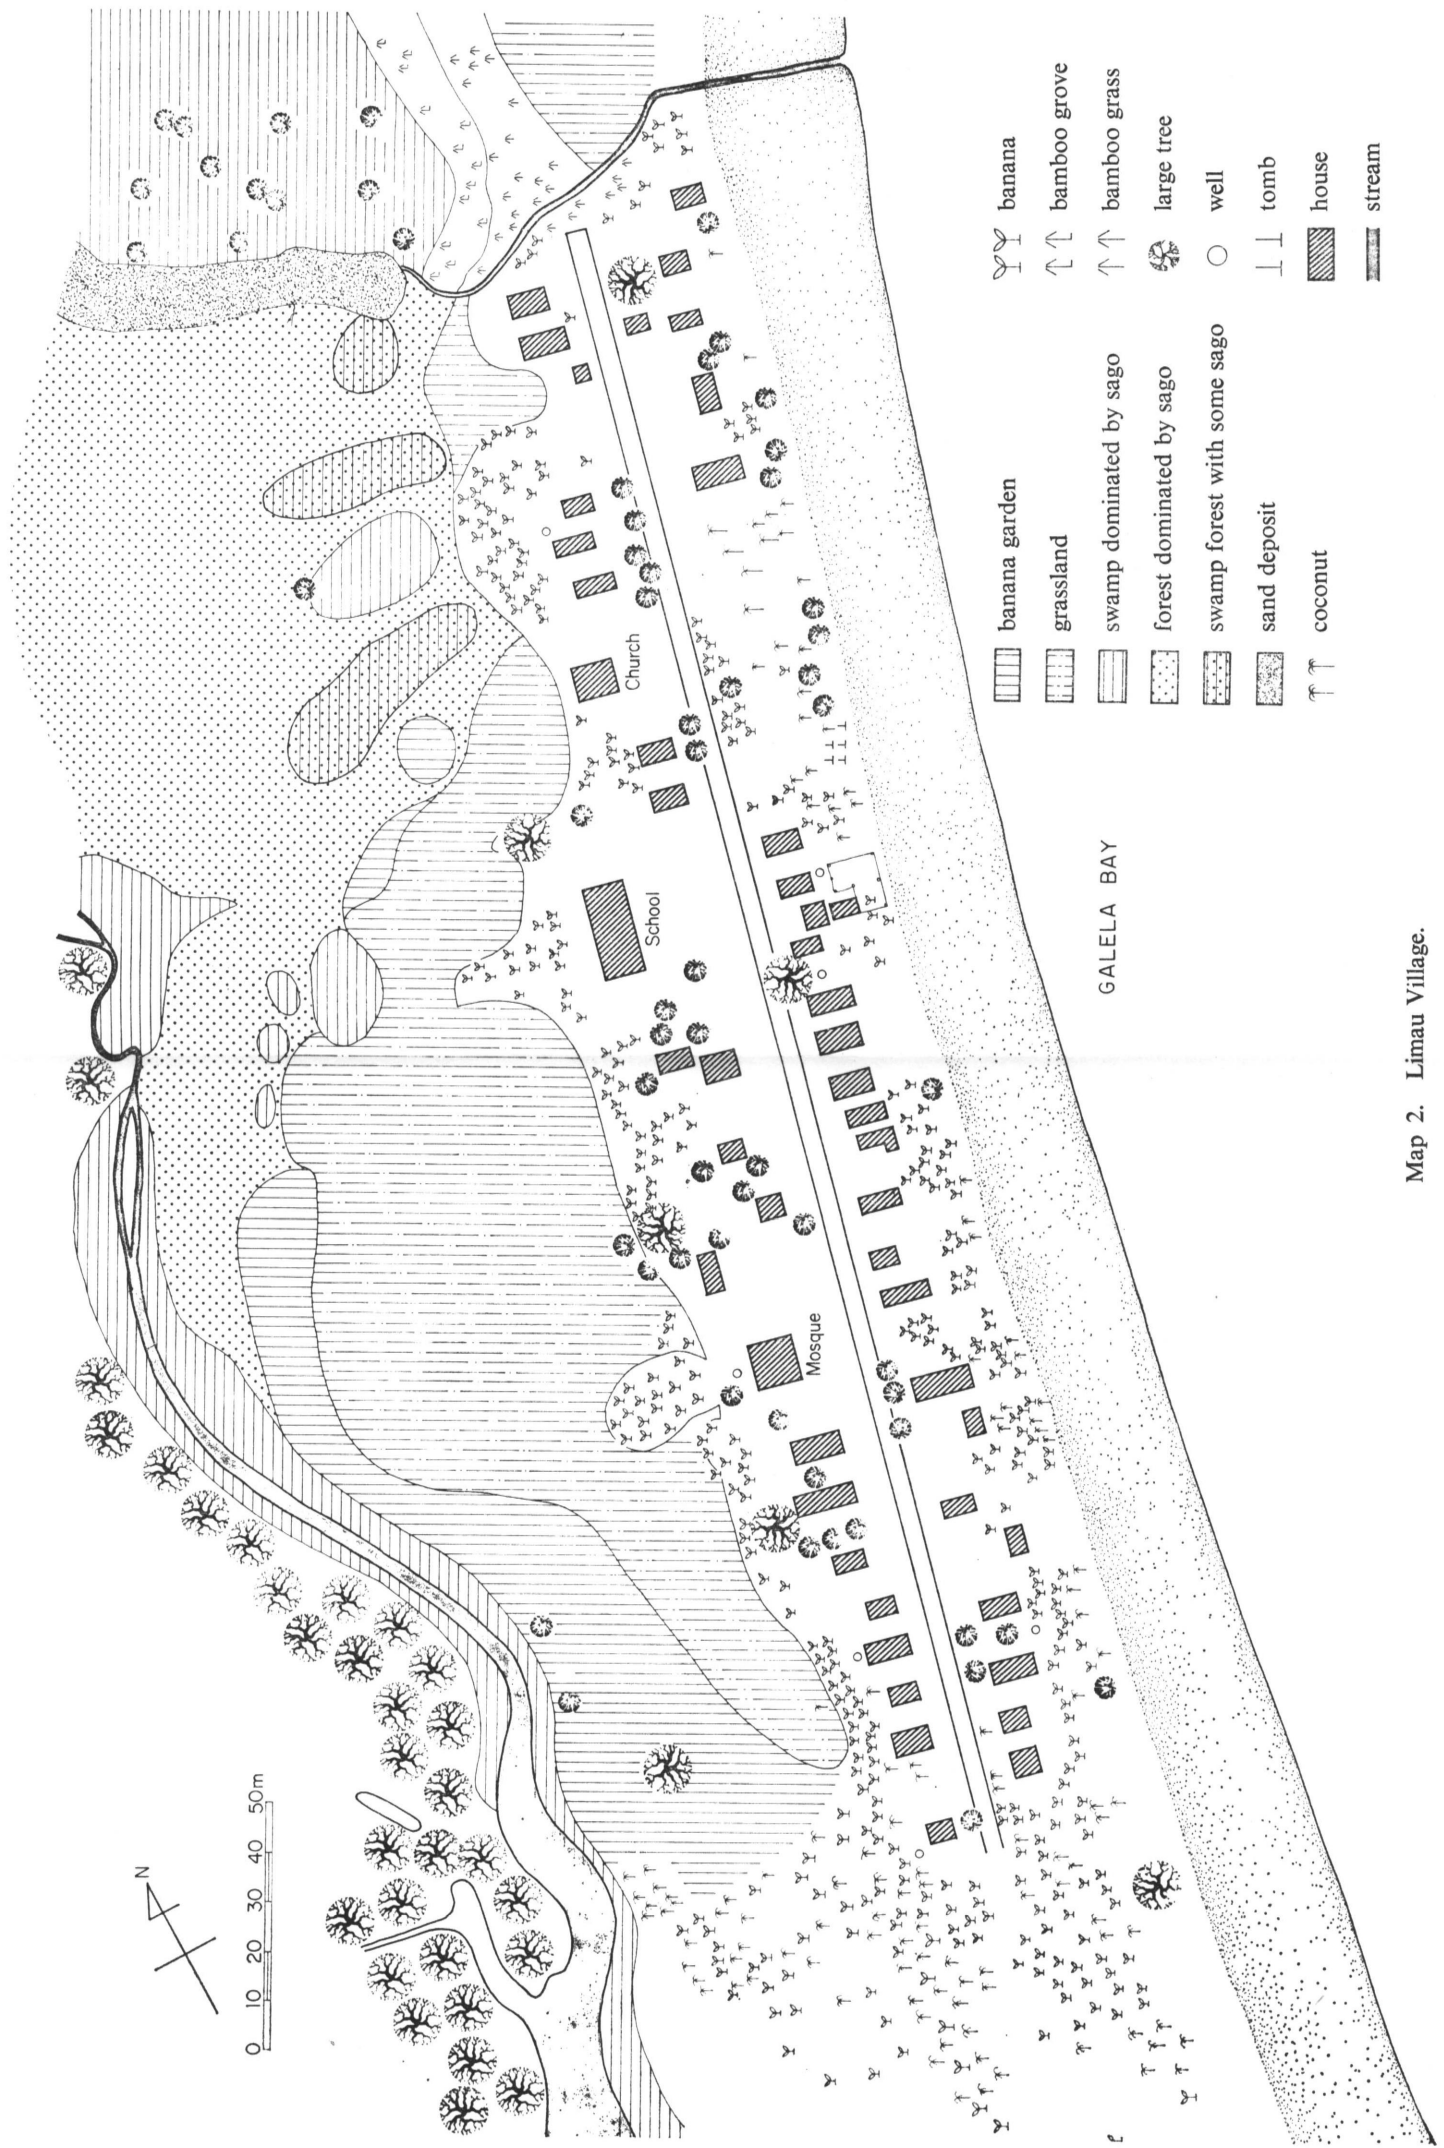 N
0 10 20 30 40 50m
Church
School
Mosque
GALELA BAY
banana garden
grassland
swamp dominated by sago
forest dominated by sago
swamp forest with some sago
sand deposit
coconut
banana
bamboo grove
bamboo grass
large tree
well
tomb
house
stream
Map 2. Limau Village.